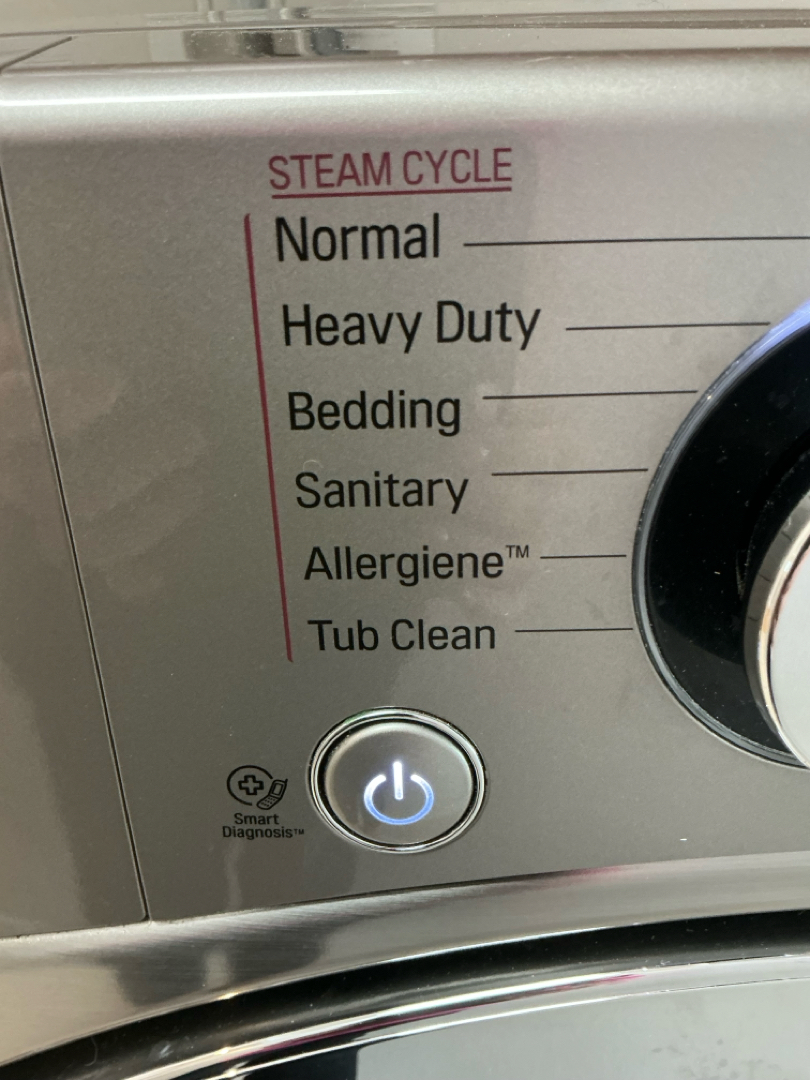 STEAM CYCLE
Normal
Heavy Duty
Bedding
Sanitary
Allergiene™
Tub Clean
Smart
Diagnosis™